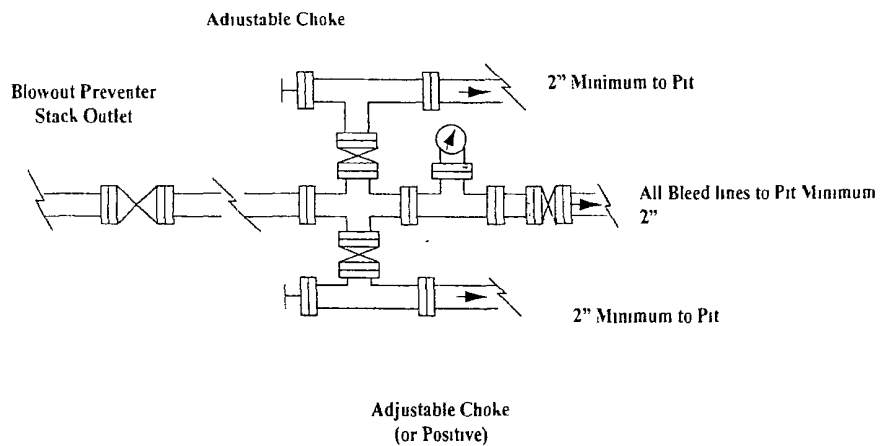 Adjustable Choke
2” Minimum to Pit
Blowout Preventer
Stack Outlet
All Bleed lines to Pit Minimum
2”
2” Minimum to Pit
Adjustable Choke
(or Positive)